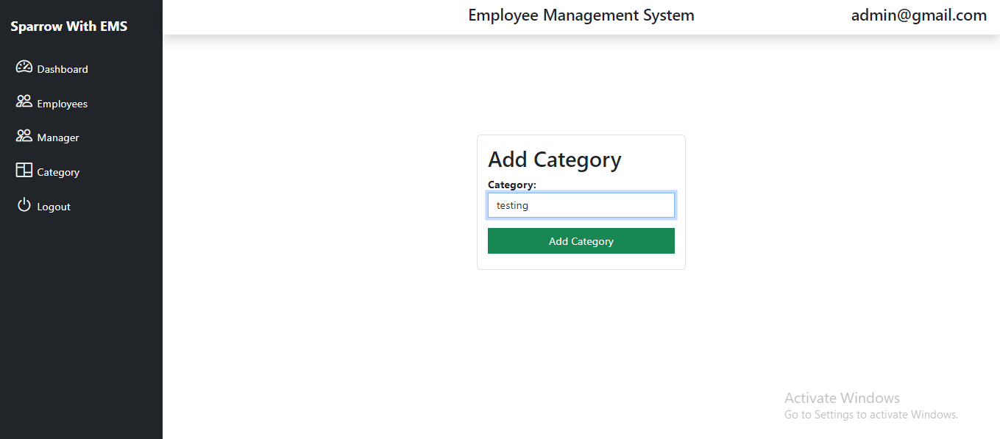 Sparrow With EMS
Employee Management System
admin@gmail.com
Dashboard
Employees
Manager
Category
Logout
Add Category
Category:
testing
Add Category
Activate Windows
Go to Settings to activate Windows.